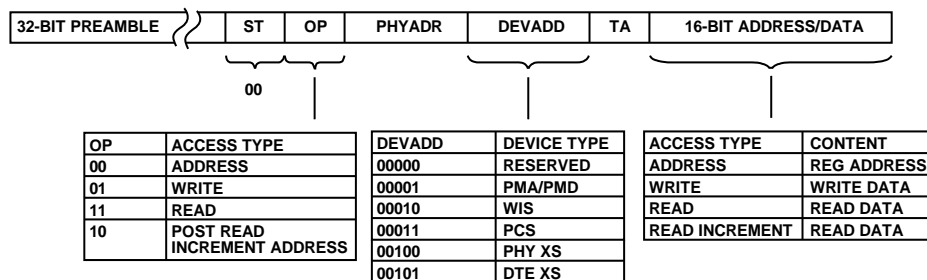 32-BIT PREAMBLE ST OP PHYADR DEVADD TA 16-BIT ADDRESS/DATA
00
OP ACCESS TYPE
00 ADDRESS
01 WRITE
11 READ
10 POST READ
INCREMENT ADDRESS
DEVADD DEVICE TYPE
00000 RESERVED
00001 PMA/PMD
00010 WIS
00011 PCS
00100 PHY XS
00101 DTE XS
ACCESS TYPE CONTENT
ADDRESS REG ADDRESS
WRITE WRITE DATA
READ READ DATA
READ INCREMENT READ DATA